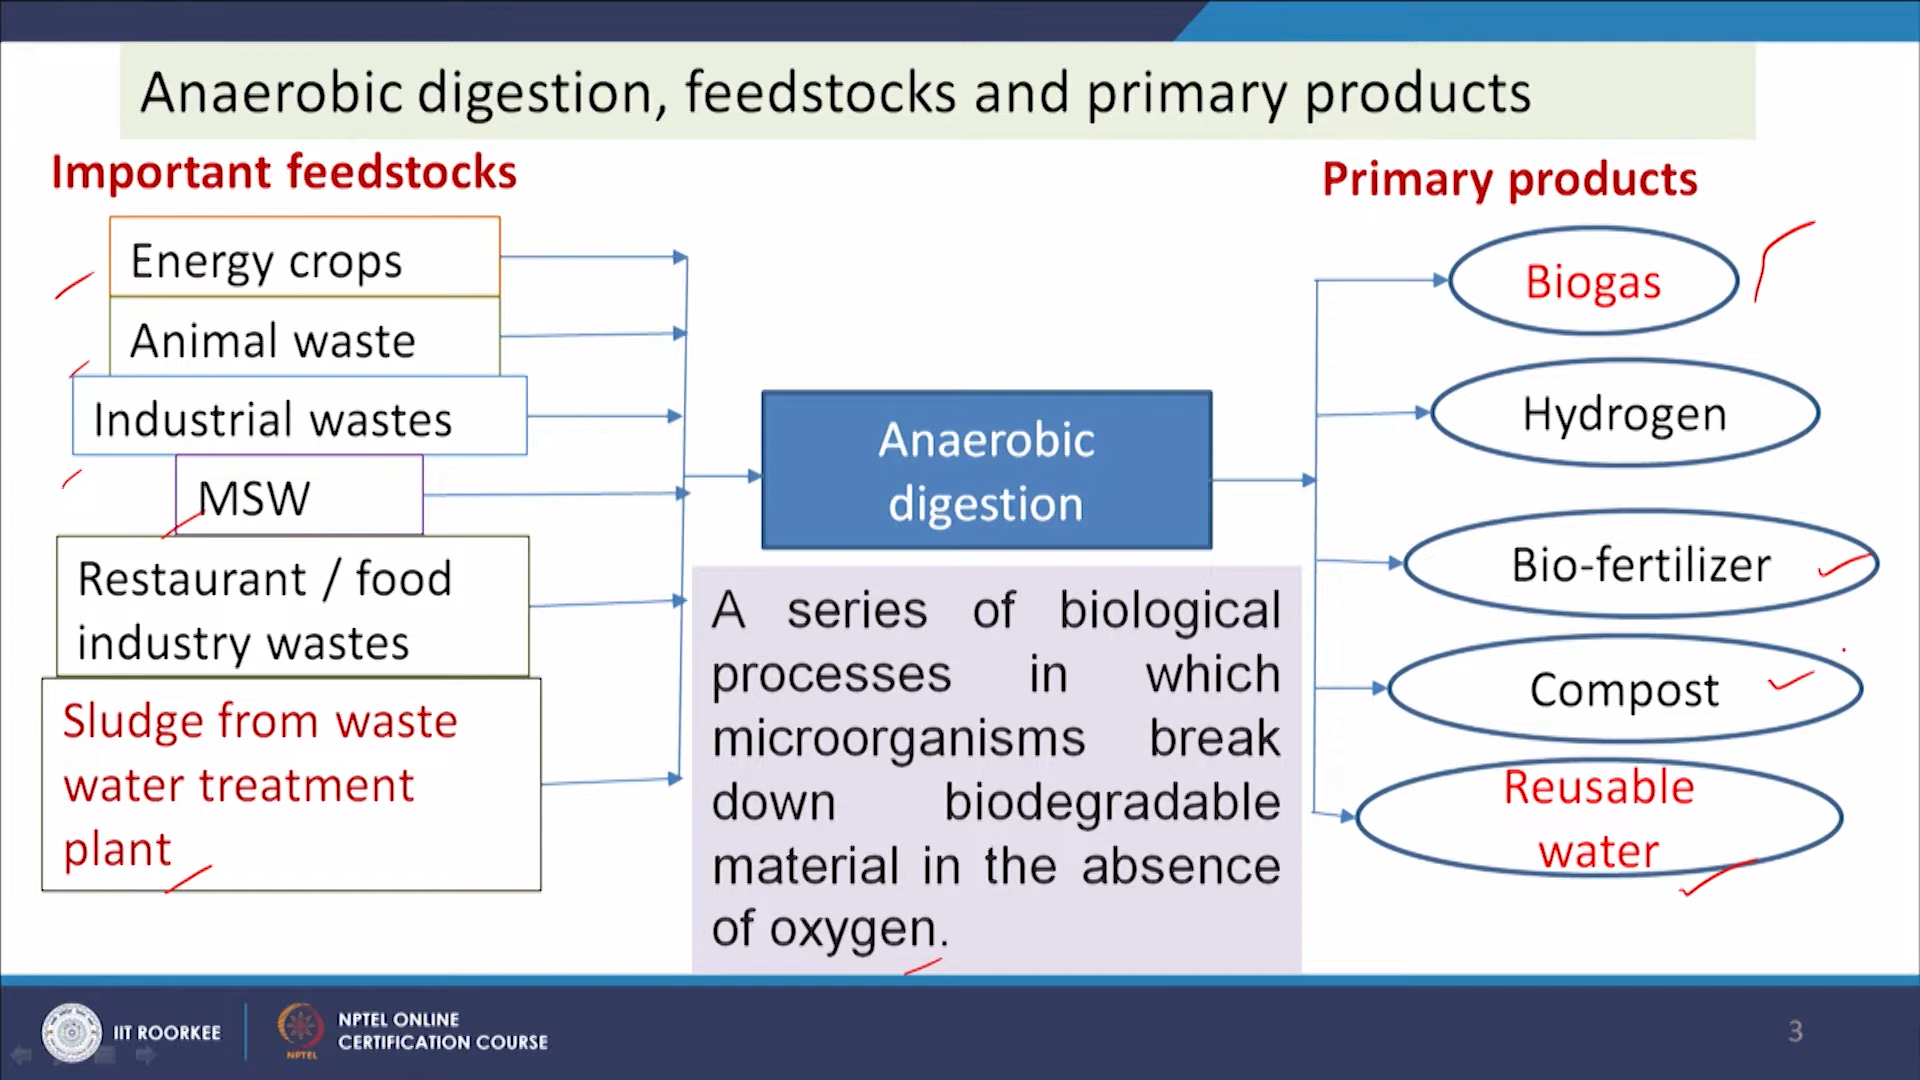 Anaerobic digestion, feedstocks and primary products
Important feedstocks
Energy crops
Animal waste
Industrial wastes
MSW
Restaurant / food
industry wastes
Sludge from waste
water treatment
plant
Anaerobic
digestion
A series of biological
processes in which
microorganisms break
down biodegradable
material in the absence
of oxygen.
Primary products
Biogas
Hydrogen
Bio-fertilizer
Compost
Reusable
water
IIT ROORKEE
NPTEL
NPTEL ONLINE
CERTIFICATION COURSE
3